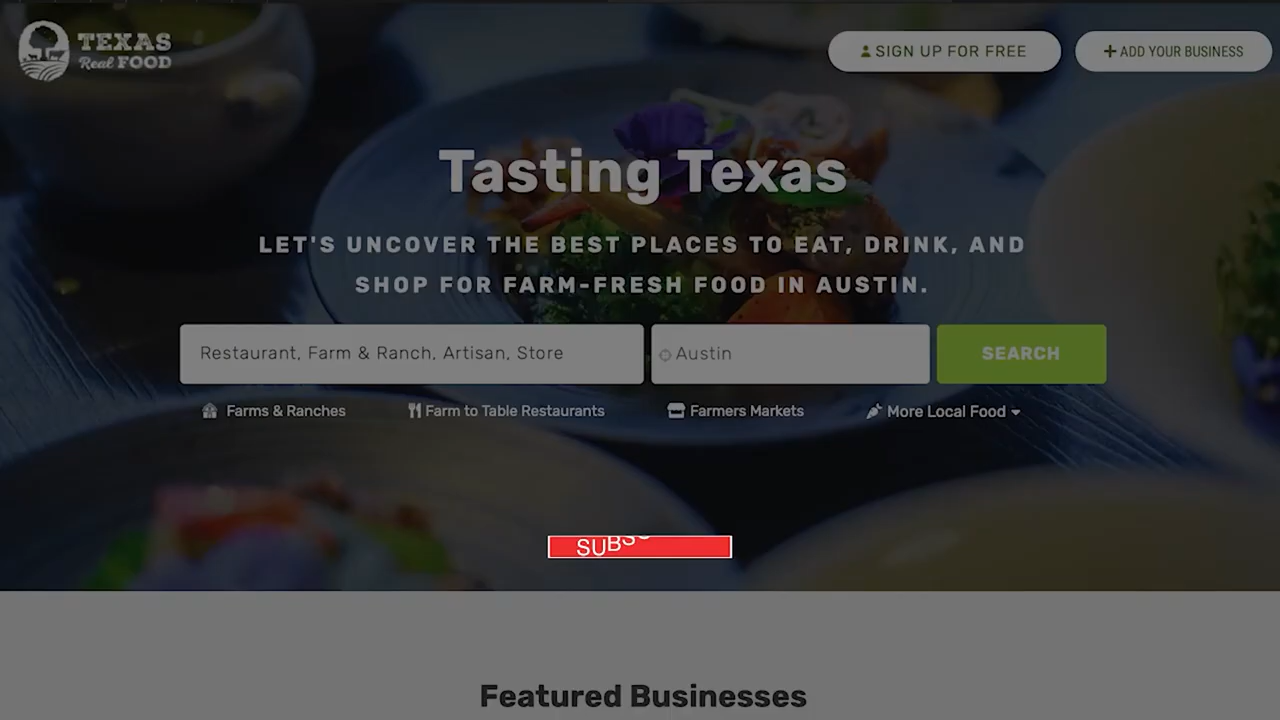 TEXAS
Real FOOD
SIGN UP FOR FREE
ADD YOUR BUSINESS
Tasting Texas
LET'S UNCOVER THE BEST PLACES TO EAT, DRINK, AND
SHOP FOR FARM-FRESH FOOD IN AUSTIN.
Restaurant, Farm & Ranch, Artisan, Store
Austin
SEARCH
Farms & Ranches
Farm to Table Restaurants
Farmers Markets
More Local Food
SUBSC
Featured Businesses